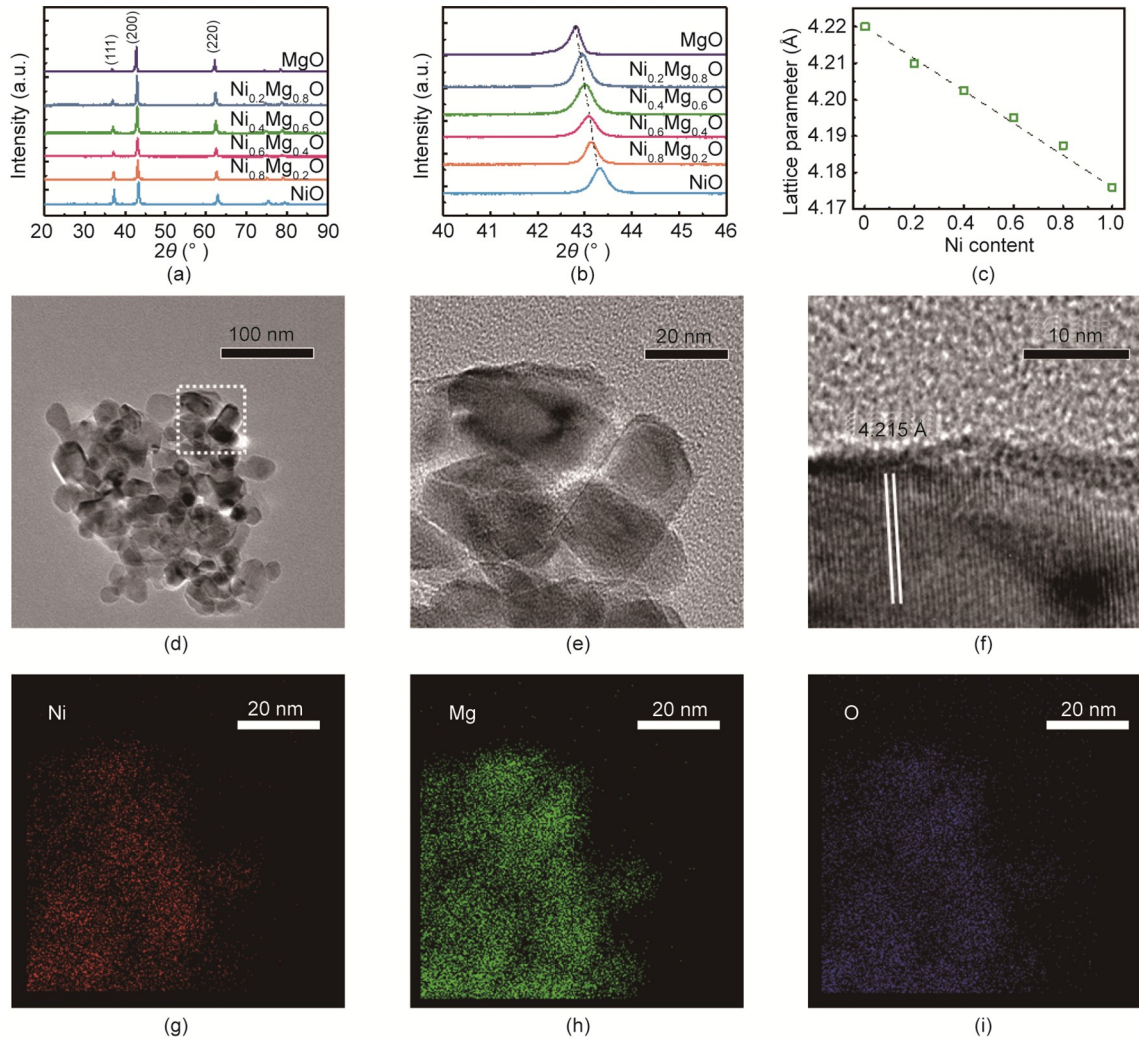 (111)
(200)
(220)
MgO
Ni0.2Mg0.8O
Ni0.4Mg0.6O
Ni0.6Mg0.4O
Ni0.8Mg0.2O
NiO
Intensity (a.u.)
20 30 40 50 60 70 80 90
2θ (°)
(a)
MgO
Ni0.2Mg0.8O
Ni0.4Mg0.6O
Ni0.6Mg0.4O
Ni0.8Mg0.2O
NiO
Intensity (a.u.)
40 41 42 43 44 45 46
2θ (°)
(b)
Lattice parameter (Å)
4.22
4.21
4.20
4.19
4.18
4.17
0 0.2 0.4 0.6 0.8 1.0
Ni content
(c)
100 nm
(d)
20 nm
(e)
10 nm
4.215 A
(f)
Ni
20 nm
(g)
Mg
20 nm
(h)
O
20 nm
(i)